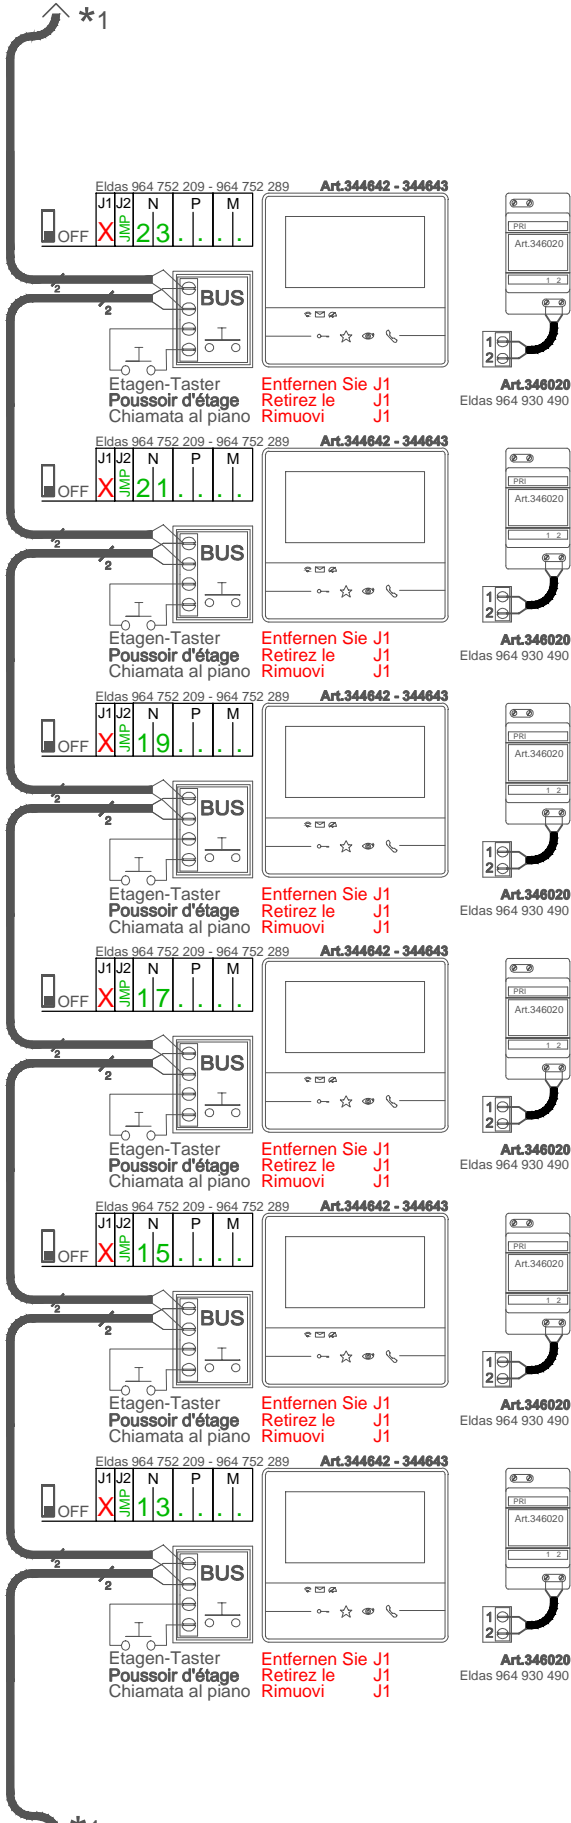 *1
Eldas 964 752 209 - 964 752 289 Art.344642 - 344643
J1 J2 N P M
OFF X JMP 2 3 . . . .
PRI
Art.346020
1 2
2
2
BUS
1
2
Etagen-Taster Entfernen Sie J1 Art.346020
Poussoir d'étage Retirez le J1 Eldas 964 930 490
Chiamata al piano Rimuovi J1
Eldas 964 752 209 - 964 752 289 Art.344642 - 344643
J1 J2 N P M
OFF X JMP 2 1 . . . .
PRI
Art.346020
1 2
2
2
BUS
1
2
Etagen-Taster Entfernen Sie J1 Art.346020
Poussoir d'étage Retirez le J1 Eldas 964 930 490
Chiamata al piano Rimuovi J1
Eldas 964 752 209 - 964 752 289 Art.344642 - 344643
J1 J2 N P M
OFF X JMP 1 9 . . . .
PRI
Art.346020
1 2
2
2
BUS
1
2
Etagen-Taster Entfernen Sie J1 Art.346020
Poussoir d'étage Retirez le J1 Eldas 964 930 490
Chiamata al piano Rimuovi J1
Eldas 964 752 209 - 964 752 289 Art.344642 - 344643
J1 J2 N P M
OFF X JMP 1 7 . . . .
PRI
Art.346020
1 2
2
2
BUS
1
2
Etagen-Taster Entfernen Sie J1 Art.346020
Poussoir d'étage Retirez le J1 Eldas 964 930 490
Chiamata al piano Rimuovi J1
Eldas 964 752 209 - 964 752 289 Art.344642 - 344643
J1 J2 N P M
OFF X JMP 1 5 . . . .
PRI
Art.346020
1 2
2
2
BUS
1
2
Etagen-Taster Entfernen Sie J1 Art.346020
Poussoir d'étage Retirez le J1 Eldas 964 930 490
Chiamata al piano Rimuovi J1
Eldas 964 752 209 - 964 752 289 Art.344642 - 344643
J1 J2 N P M
OFF X JMP 1 3 . . . .
PRI
Art.346020
1 2
2
2
BUS
1
2
Etagen-Taster Entfernen Sie J1 Art.346020
Poussoir d'étage Retirez le J1 Eldas 964 930 490
Chiamata al piano Rimuovi J1